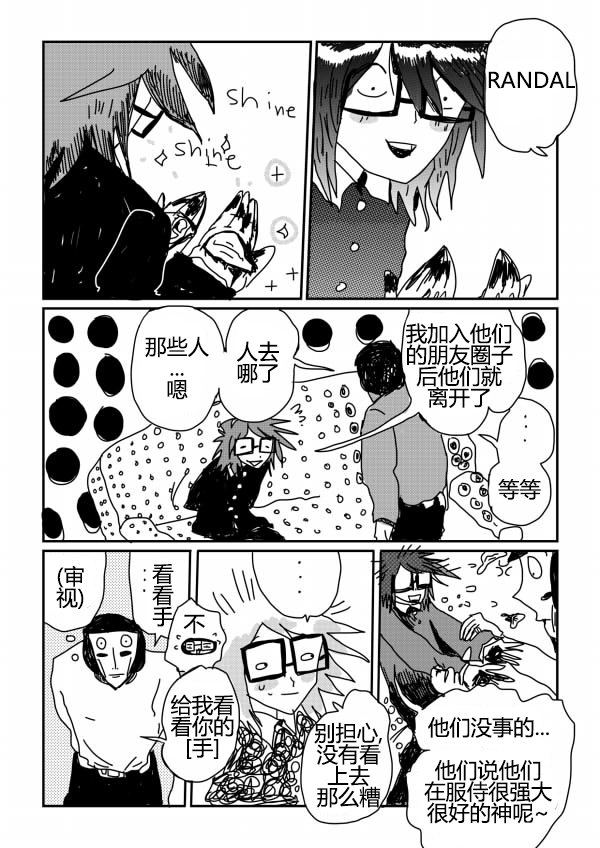 RANDAL
shine
shine
我加入他们
的朋友圈子
后他们就
离开了
人去
哪了
那些人
...
嗯
...
等等
他们没事的...
他们说他们
在服侍很强大
很好的神呢~
...
别担心,
没有看
上去
那么糟
不
...
看看手
(审视)
给我看
看你的
[手]